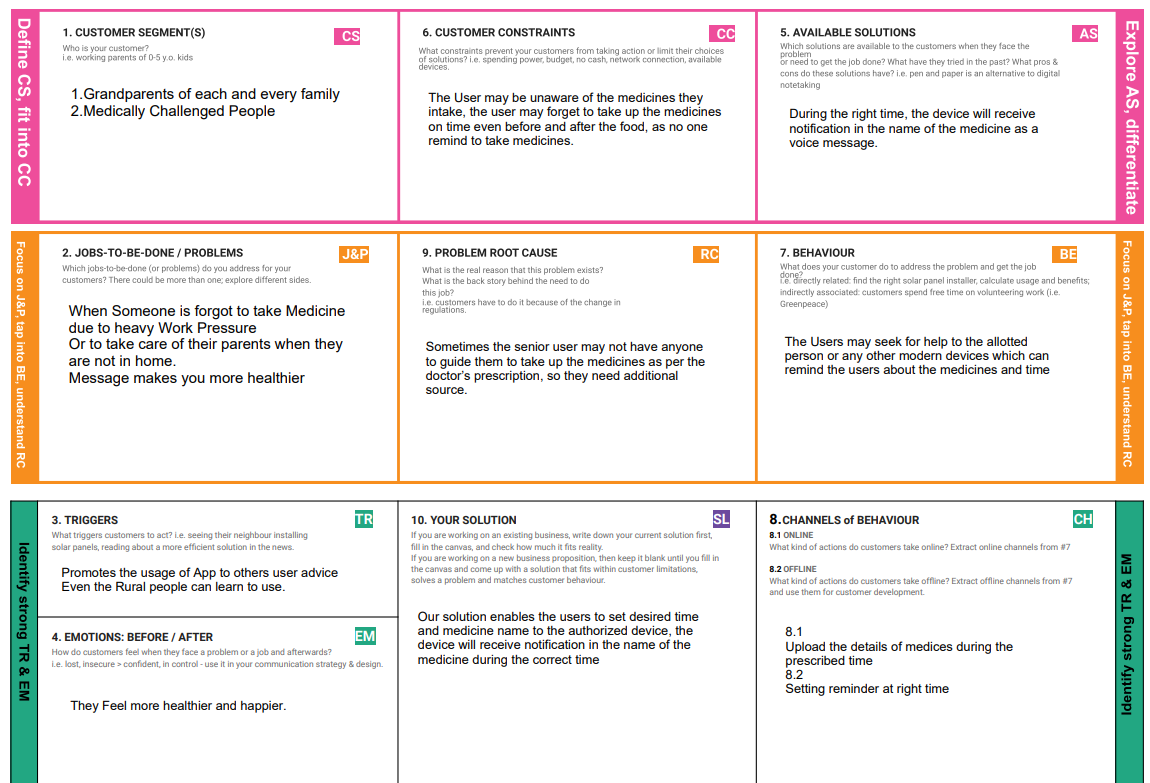 Define CS, fit into CC
1. CUSTOMER SEGMENT(S)
CS
Who is your customer?
i.e. working parents of 0-5 y.o. kids
1.Grandparents of each and every family
2.Medically Challenged People
6. CUSTOMER CONSTRAINTS
CC
What constraints prevent your customers from taking action or limit their choices
of solutions? i.e. spending power, budget, no cash, network connection, available
devices.
The User may be unaware of the medicines they
intake, the user may forget to take up the medicines
on time even before and after the food, as no one
remind to take medicines.
5. AVAILABLE SOLUTIONS
AS
Which solutions are available to the customers when they face the
problem
or need to get the job done? What have they tried in the past? What pros &
cons do these solutions have? i.e. pen and paper is an alternative to digital
notetaking
During the right time, the device will receive
notification in the name of the medicine as a
voice message.
Explore AS, differentiate
Focus on J&P, tap into BE, understand RC
2. JOBS-TO-BE-DONE / PROBLEMS
J&P
Which jobs-to-be-done (or problems) do you address for your
customers? There could be more than one; explore different sides.
When Someone is forgot to take Medicine
due to heavy Work Pressure
Or to take care of their parents when they
are not in home.
Message makes you more healthier
9. PROBLEM ROOT CAUSE
RC
What is the real reason that this problem exists?
What is the back story behind the need to do
this job?
i.e. customers have to do it because of the change in
regulations.
Sometimes the senior user may not have anyone
to guide them to take up the medicines as per the
doctor's prescription, so they need additional
source.
7. BEHAVIOUR
BE
What does your customer do to address the problem and get the job
done?
i.e. directly related: find the right solar panel installer, calculate usage and benefits;
indirectly associated: customers spend free time on volunteering work (i.e.
Greenpeace)
The Users may seek for help to the allotted
person or any other modern devices which can
remind the users about the medicines and time
Focus on J&P, tap into BE, understand RC
Identify strong TR & EM
3. TRIGGERS
TR
What triggers customers to act? i.e. seeing their neighbour installing
solar panels, reading about a more efficient solution in the news.
Promotes the usage of App to others user advice
Even the Rural people can learn to use.
4. EMOTIONS: BEFORE / AFTER
EM
How do customers feel when they face a problem or a job and afterwards?
i.e. lost, insecure > confident, in control - use it in your communication strategy & design.
They Feel more healthier and happier.
10. YOUR SOLUTION
SL
If you are working on an existing business, write down your current solution first,
fill in the canvas, and check how much it fits reality.
If you are working on a new business proposition, then keep it blank until you fill in
the canvas and come up with a solution that fits within customer limitations,
solves a problem and matches customer behaviour.
Our solution enables the users to set desired time
and medicine name to the authorized device, the
device will receive notification in the name of the
medicine during the correct time
8.CHANNELS of BEHAVIOUR
CH
8.1 ONLINE
What kind of actions do customers take online? Extract online channels from #7
8.2 OFFLINE
What kind of actions do customers take offline? Extract offline channels from #7
and use them for customer development.
8.1
Upload the details of medices during the
prescribed time
8.2
Setting reminder at right time
Identify strong TR & EM